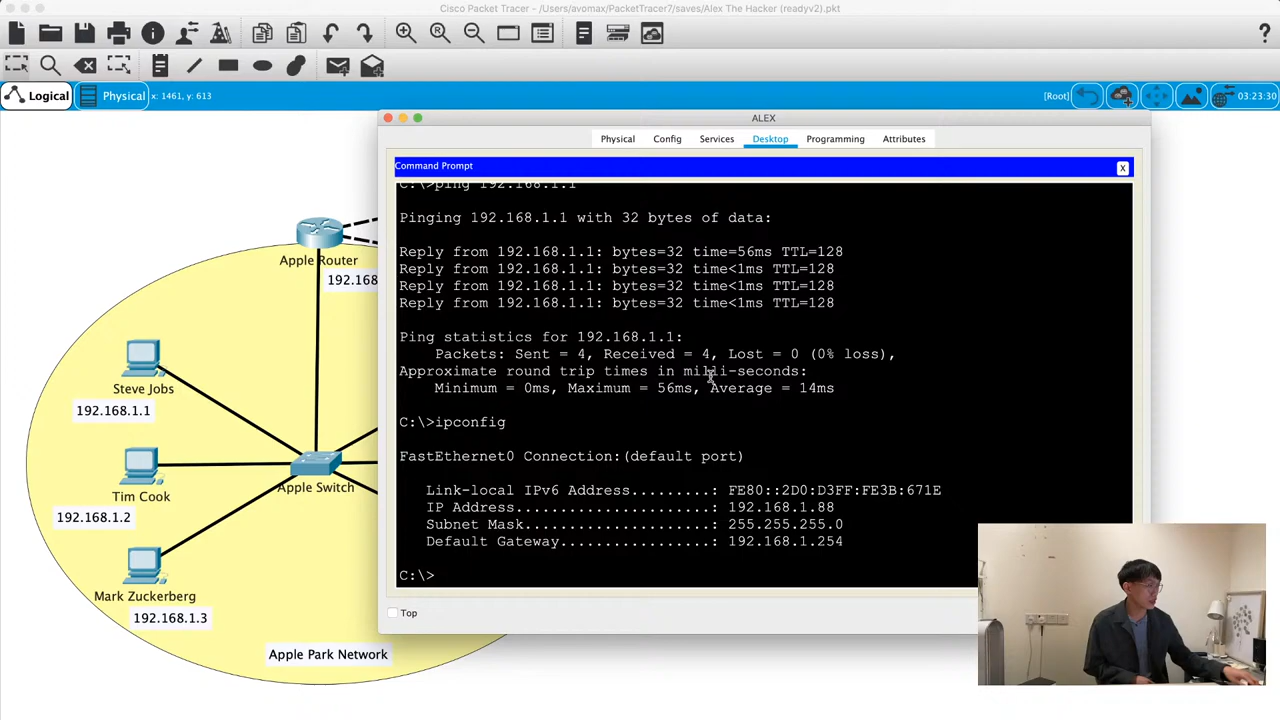 Cisco Packet Tracer - /Users/avomax/PacketTracer7/saves/Alex The Hacker (readyv2).pkt
Logical
Physical
x: 1461, y: 613
[Root]
03:23:30
ALEX
Physical
Config
Services
Desktop
Programming
Attributes
Command Prompt
X
C:\>ping 192.168.1.1
Pinging 192.168.1.1 with 32 bytes of data:
Reply from 192.168.1.1: bytes=32 time=56ms TTL=128
Reply from 192.168.1.1: bytes=32 time<1ms TTL=128
Reply from 192.168.1.1: bytes=32 time<1ms TTL=128
Reply from 192.168.1.1: bytes=32 time<1ms TTL=128
Ping statistics for 192.168.1.1:
Packets: Sent = 4, Received = 4, Lost = 0 (0% loss),
Approximate round trip times in milli-seconds:
Minimum = 0ms, Maximum = 56ms, Average = 14ms
C:\>ipconfig
FastEthernet0 Connection:(default port)
Link-local IPv6 Address.........: FE80::2D0:D3FF:FE3B:671E
IP Address......................: 192.168.1.88
Subnet Mask.....................: 255.255.255.0
Default Gateway.................: 192.168.1.254
C:\>
Top
Apple Router
192.168
Steve Jobs
192.168.1.1
Tim Cook
192.168.1.2
Apple Switch
Mark Zuckerberg
192.168.1.3
Apple Park Network